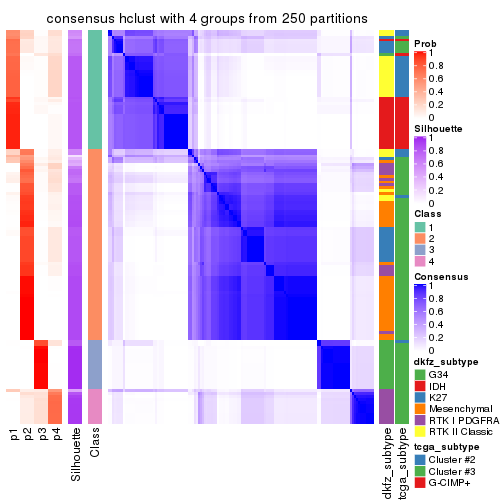 consensus hclust with 4 groups from 250 partitions
Prob
1
0.8
0.6
0.4
0.2
0
Silhouette
1
0.8
0.6
0.4
0.2
0
Class
1
2
3
4
Consensus
1
0.8
0.6
0.4
0.2
0
dkfz_subtype
G34
IDH
K27
Mesenchymal
RTK I PDGFRA
RTK II Classic
tcga_subtype
Cluster #2
Cluster #3
G-CIMP+
p1
p2
p3
p4
Silhouette
Class
dkfz_subtype
tcga_subtype